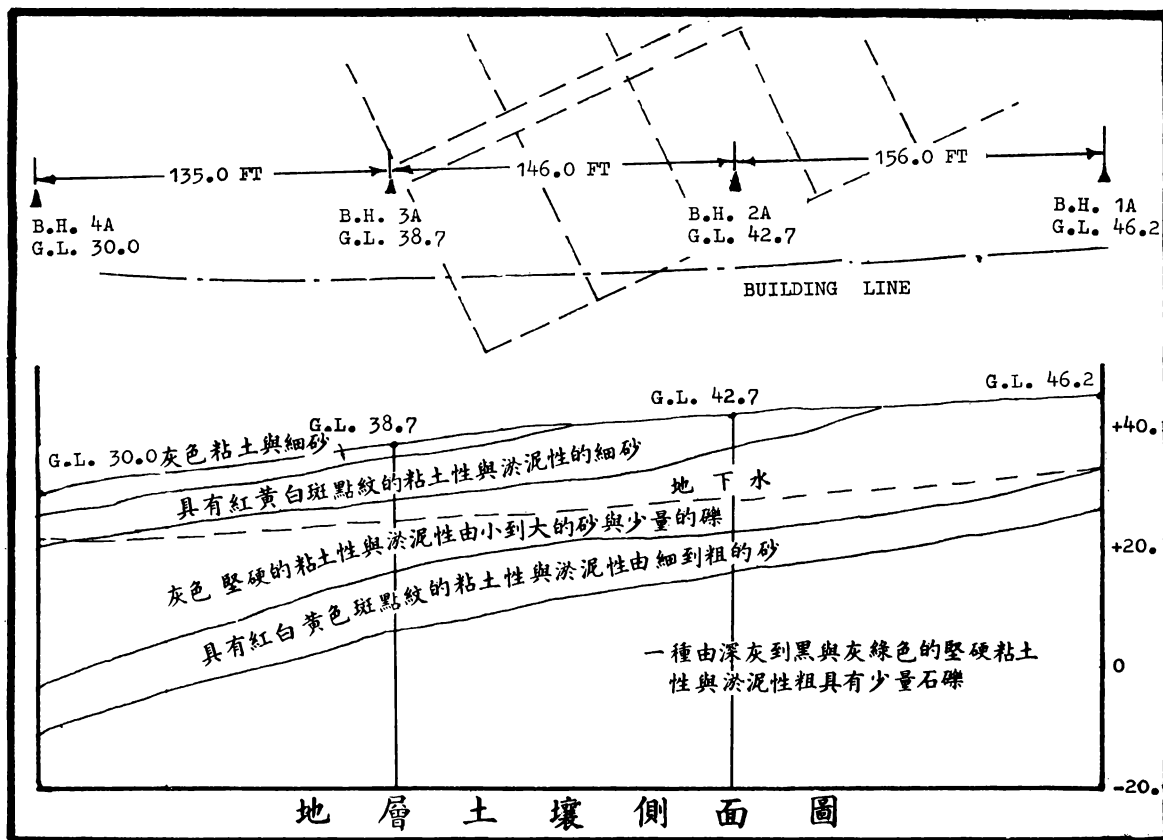 135.0 FT
146.0 FT
156.0 FT
B.H. 4A
G.L. 30.0
B.H. 3A
G.L. 38.7
B.H. 2A
G.L. 42.7
B.H. 1A
G.L. 46.2
BUILDING LINE
G.L. 46.2
G.L. 42.7
G.L. 38.7
G.L. 30.0
灰色粘土與細砂
具有紅黃白斑點紋的粘土性與淤泥性的細砂
地下水
灰色堅硬的粘土性與淤泥性由小到大的砂與少量的礫
具有紅白黃色斑點紋的粘土性與淤泥性由細到粗的砂
一種由深灰到黑與灰綠色的堅硬粘土
性與淤泥性粗具有少量石礫
+40.
+20.
0
-20.
地層土壤側面圖